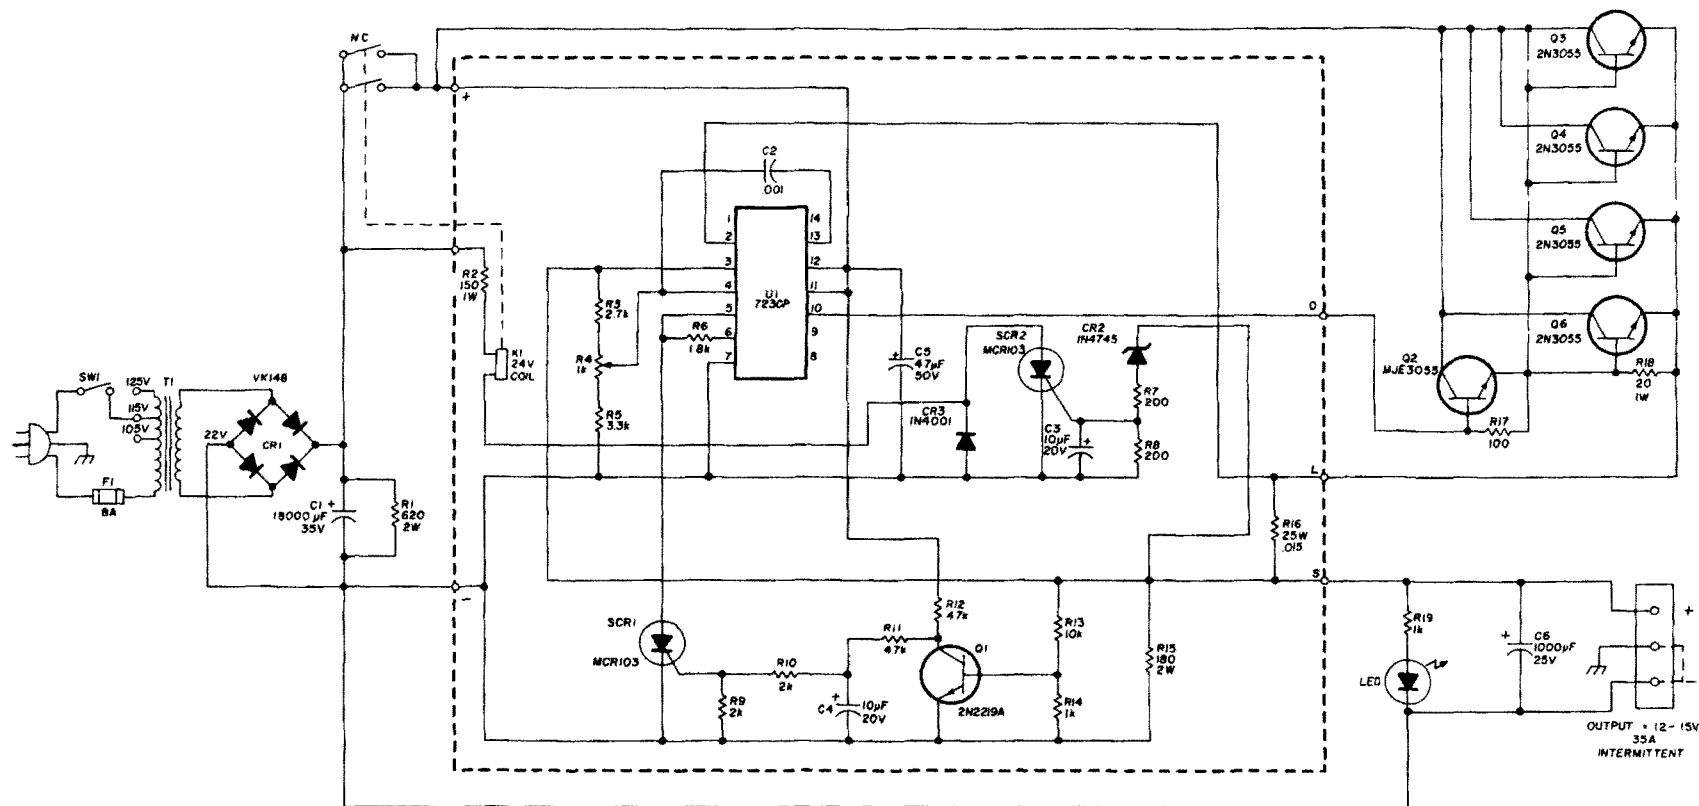 NC
+
Q3
2N3055
Q4
2N3055
Q5
2N3055
Q6
2N3055
R18
20
1W
Q2
MJE3055
R17
100
C2
.001
1
2
3
4
5
6
7
14
13
12
11
10
9
8
U1
723CP
R2
150
1W
K1
24V
COIL
R3
2.7k
R4
1k
R5
3.3k
R6
1.8k
C5
47µF
50V
+
SCR2
MCR103
CR2
1N4745
R7
200
R8
200
C3
10µF
20V
+
CR3
1N4001
O
L
S
SW1
125V
115V
105V
T1
VK148
22V
CR1
F1
8A
C1
18000µF
35V
+
R1
620
2W
-
R16
25W
.015
SCR1
MCR103
R9
2k
R10
2k
R11
47k
R12
47k
C4
10µF
20V
+
Q1
2N2219A
R13
10k
R14
1k
R15
180
2W
R19
1k
LED
C6
1000µF
25V
+
+
-
OUTPUT = 12-15V
35A
INTERMITTENT